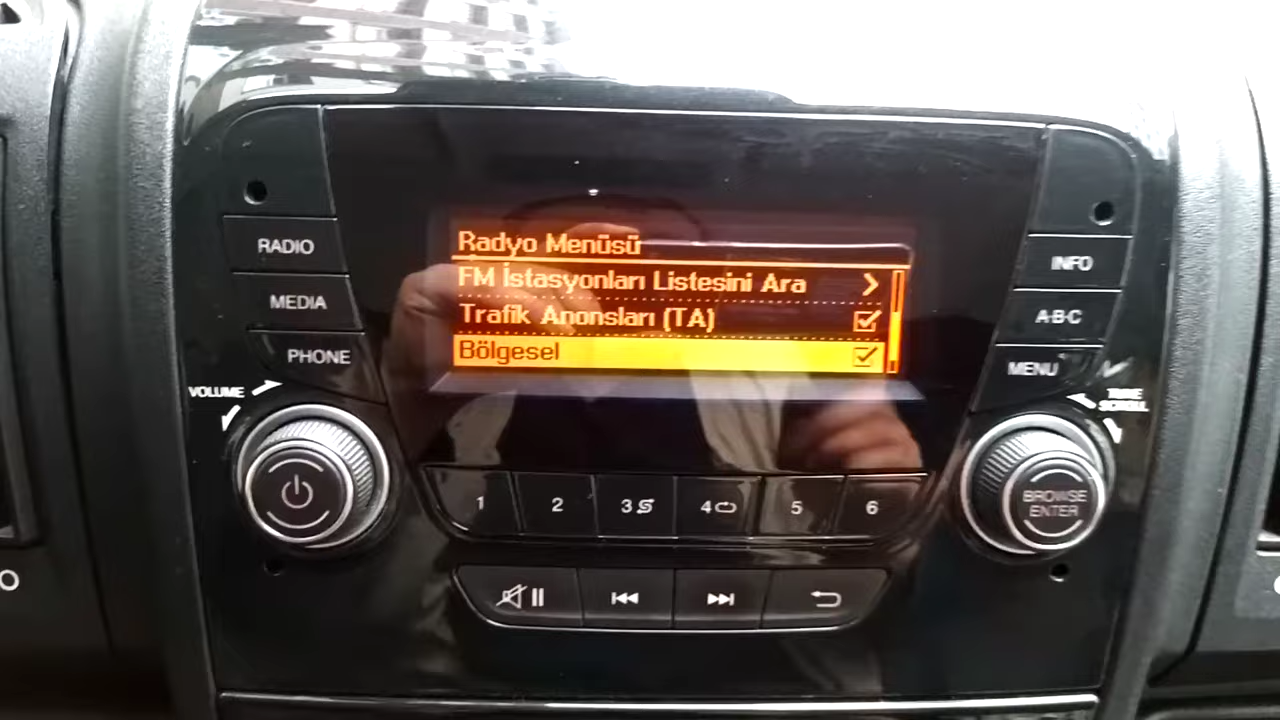 Radyo Menüsü
FM İstasyonları Listesini Ara
Trafik Anonsları (TA)
Bölgesel
RADIO
MEDIA
PHONE
VOLUME
INFO
A-B-C
MENU
TUNE
SCROLL
BROWSE
ENTER
1
2
3
4
5
6
O